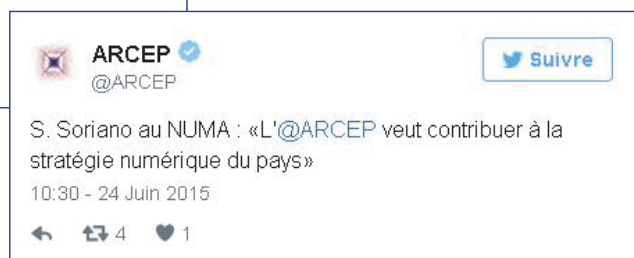 ARCEP
@ARCEP
Suivre
S. Soriano au NUMA : «L'@ARCEP veut contribuer à la
stratégie numérique du pays»
10:30 - 24 Juin 2015
4 1